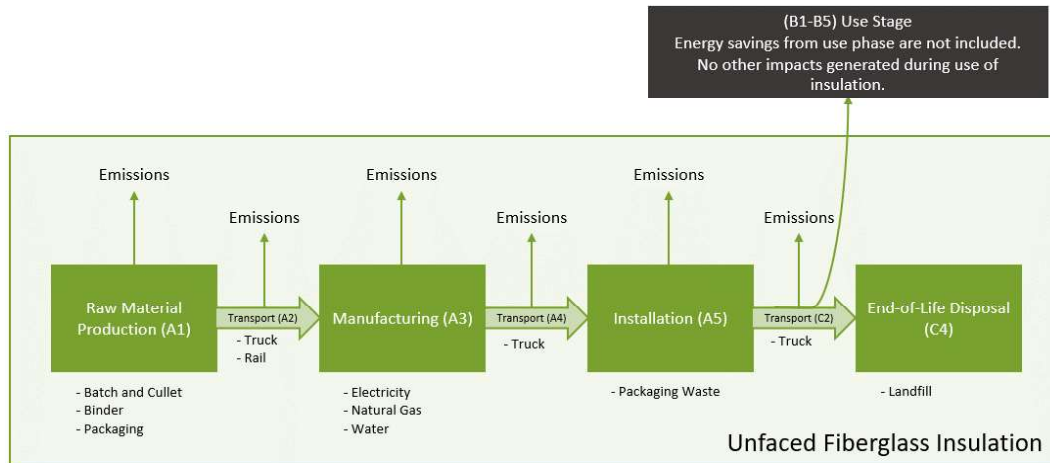 (B1-B5) Use Stage
Energy savings from use phase are not included.
No other impacts generated during use of
insulation.
Emissions
Emissions
Emissions
Emissions
Emissions
Emissions
Raw Material
Production (A1)
Transport (A2)
- Truck
- Rail
Manufacturing (A3)
Transport (A4)
- Truck
Installation (A5)
Transport (C2)
- Truck
End-of-Life Disposal
(C4)
- Batch and Cullet
- Binder
- Packaging
- Electricity
- Natural Gas
- Water
- Packaging Waste
- Landfill
Unfaced Fiberglass Insulation